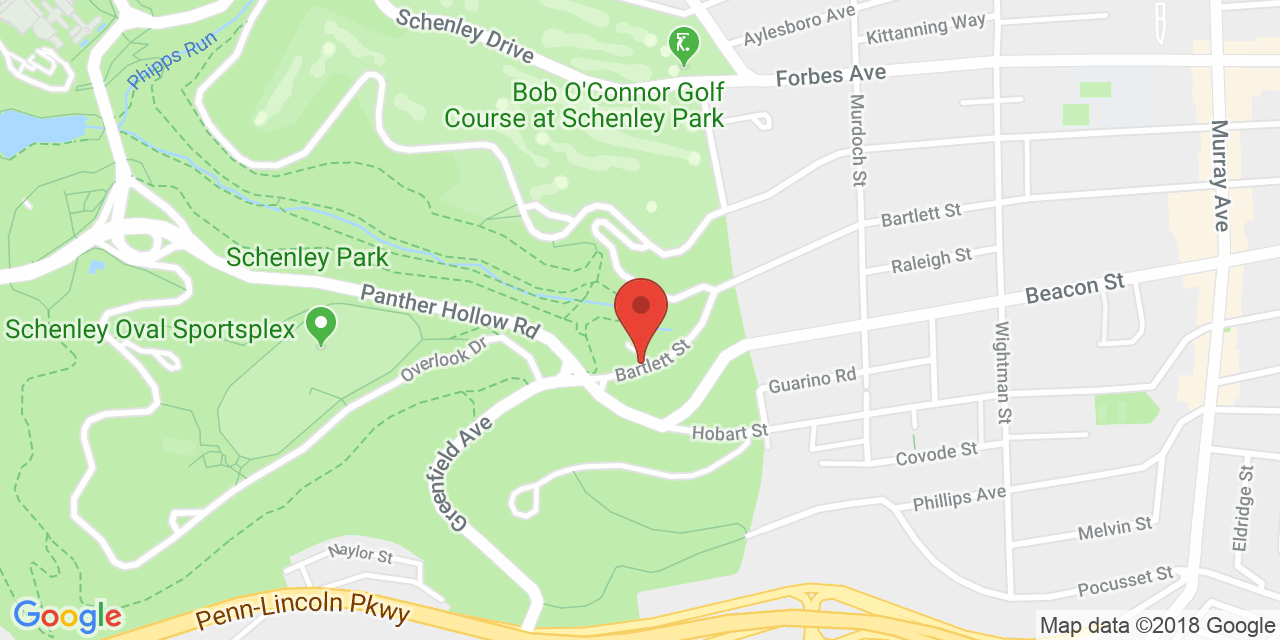 Schenley Drive
Aylesboro Ave
Kittanning Way
Phipps Run
Forbes Ave
Bob O'Connor Golf
Course at Schenley Park
Murdoch St
Murray Ave
Bartlett St
Schenley Park
Raleigh St
Panther Hollow Rd
Beacon St
Schenley Oval Sportsplex
Overlook Dr
Bartlett St
Wightman St
Guarino Rd
Hobart St
Greenfield Ave
Covode St
Phillips Ave
Eldridge St
Melvin St
Naylor St
Pocusset St
Penn-Lincoln Pkwy
Google
Map data ©2018 Google